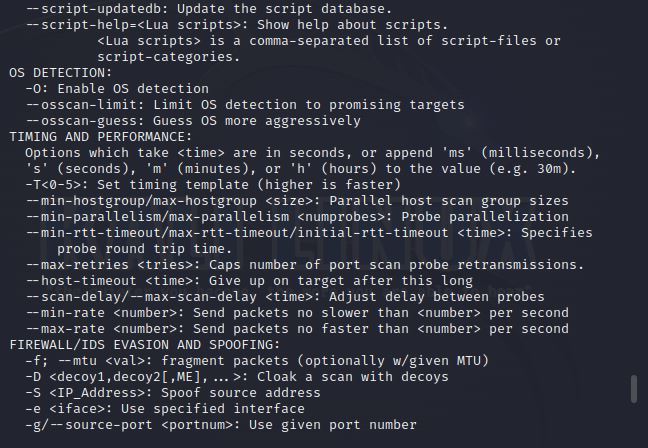 --script-updatedb: Update the script database.
--script-help=<Lua scripts>: Show help about scripts.
<Lua scripts> is a comma-separated list of script-files or
script-categories.
OS DETECTION:
-O: Enable OS detection
--osscan-limit: Limit OS detection to promising targets
--osscan-guess: Guess OS more aggressively
TIMING AND PERFORMANCE:
Options which take <time> are in seconds, or append 'ms' (milliseconds),
's' (seconds), 'm' (minutes), or 'h' (hours) to the value (e.g. 30m).
-T<0-5>: Set timing template (higher is faster)
--min-hostgroup/max-hostgroup <size>: Parallel host scan group sizes
--min-parallelism/max-parallelism <numprobes>: Probe parallelization
--min-rtt-timeout/max-rtt-timeout/initial-rtt-timeout <time>: Specifies
probe round trip time.
--max-retries <tries>: Caps number of port scan probe retransmissions.
--host-timeout <time>: Give up on target after this long
--scan-delay/--max-scan-delay <time>: Adjust delay between probes
--min-rate <number>: Send packets no slower than <number> per second
--max-rate <number>: Send packets no faster than <number> per second
FIREWALL/IDS EVASION AND SPOOFING:
-f; --mtu <val>: fragment packets (optionally w/given MTU)
-D <decoy1,decoy2[,ME],...>: Cloak a scan with decoys
-S <IP_Address>: Spoof source address
-e <iface>: Use specified interface
-g/--source-port <portnum>: Use given port number